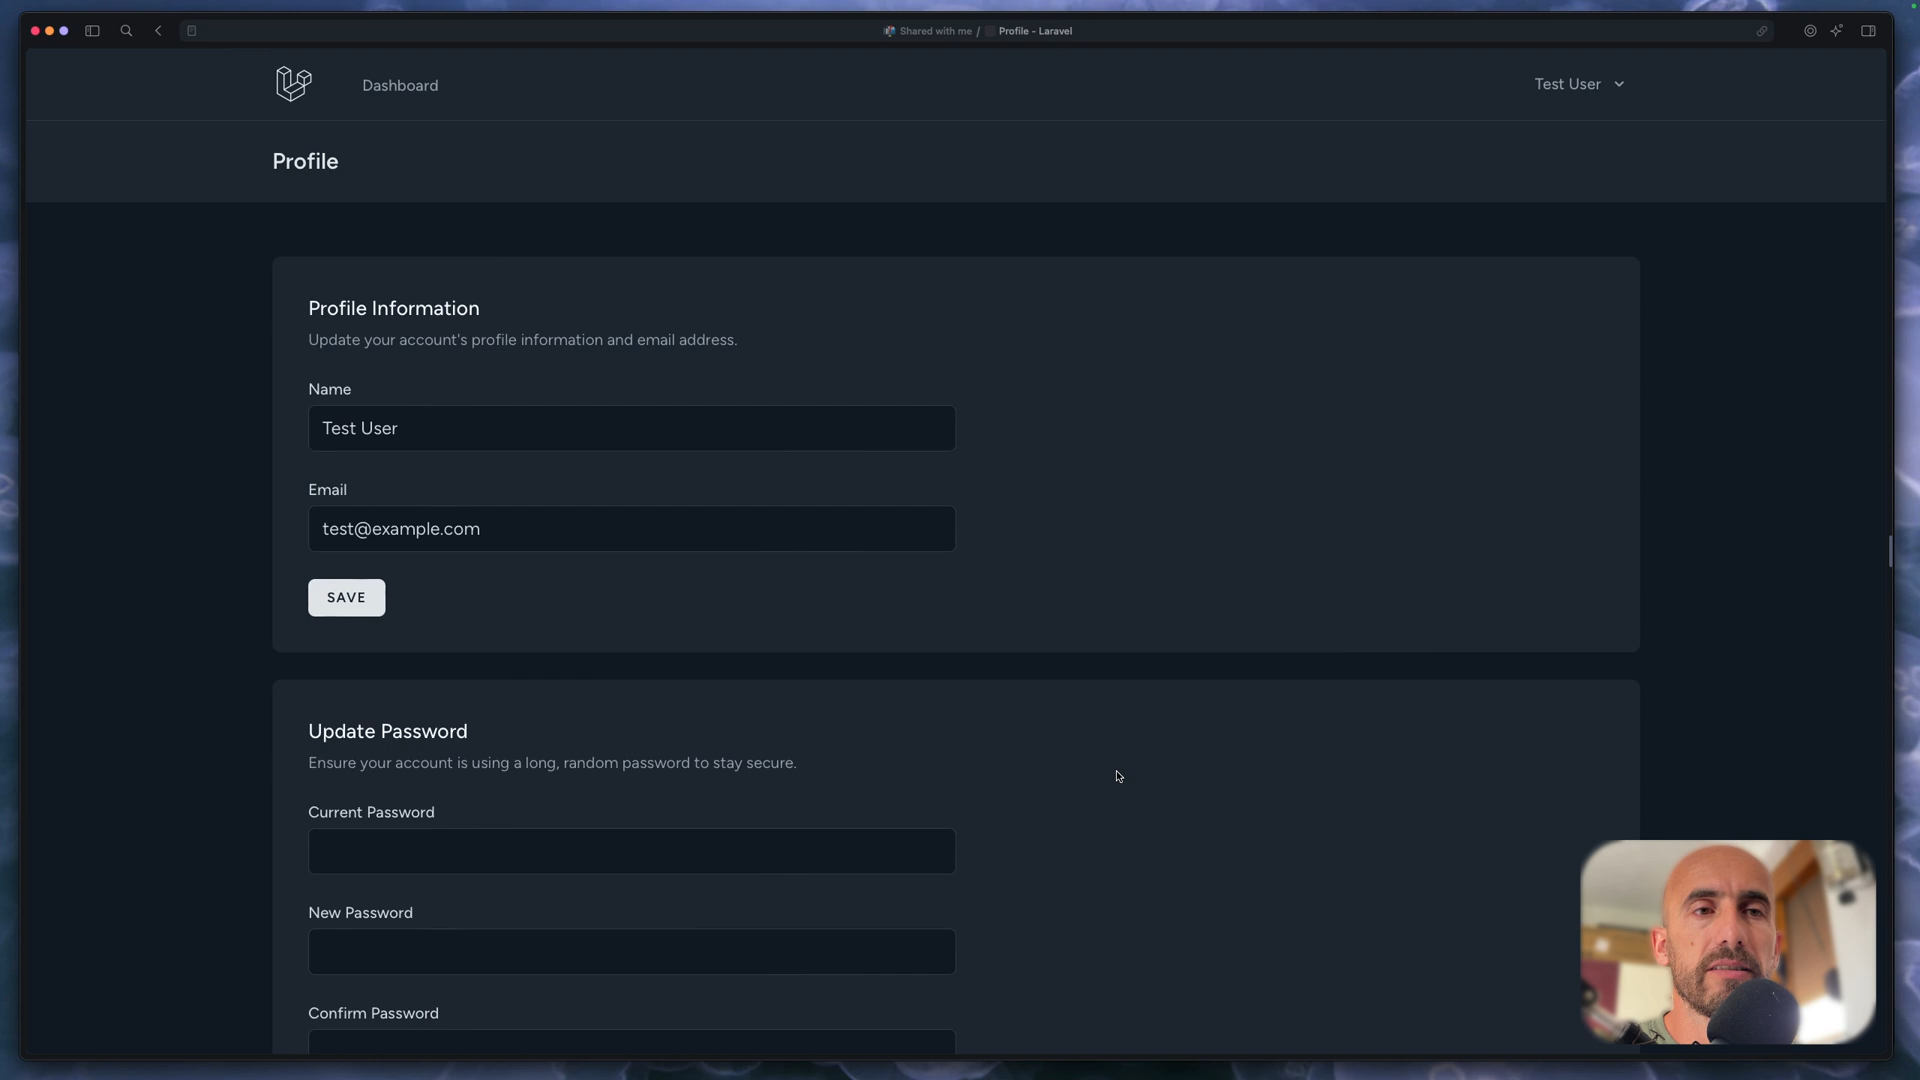 Shared with me / Profile - Laravel
Dashboard
Test User
Profile
Profile Information
Update your account's profile information and email address.
Name
Test User
Email
test@example.com
SAVE
Update Password
Ensure your account is using a long, random password to stay secure.
Current Password
New Password
Confirm Password